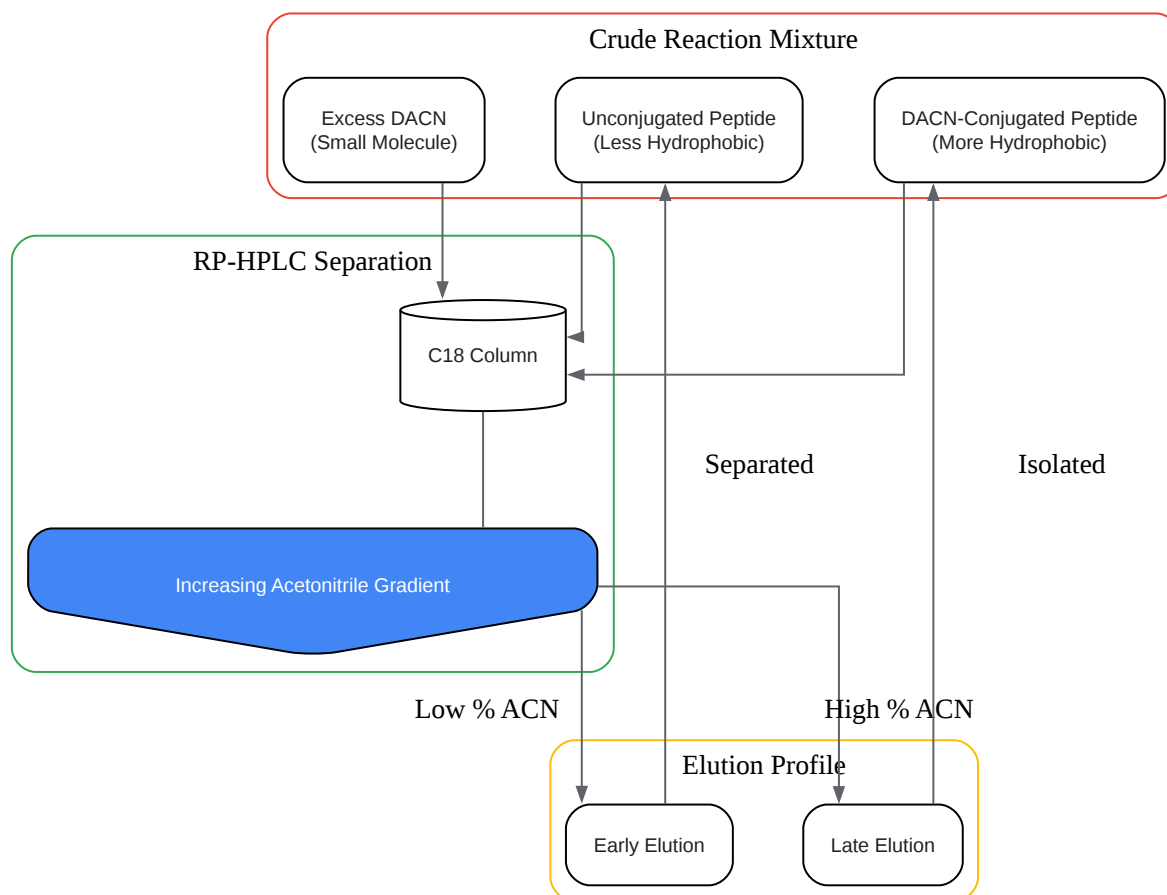 Crude Reaction Mixture
Excess DACN
(Small Molecule)
Unconjugated Peptide
(Less Hydrophobic)
DACN-Conjugated Peptide
(More Hydrophobic)
RP-HPLC Separation
C18 Column
Separated
Isolated
Increasing Acetonitrile Gradient
Low % ACN
High % ACN
Elution Profile
Early Elution
Late Elution